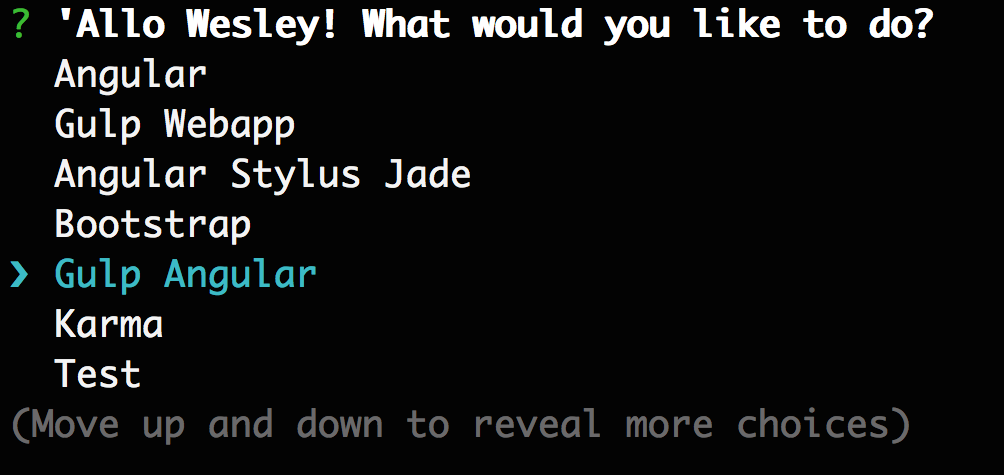 ? 'Allo Wesley! What would you like to do?
Angular
Gulp Webapp
Angular Stylus Jade
Bootstrap
❯ Gulp Angular
Karma
Test
(Move up and down to reveal more choices)